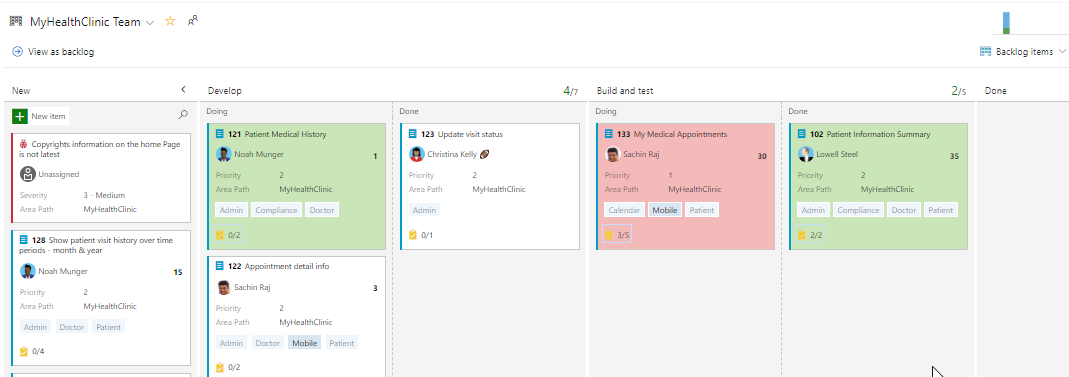 MyHealthClinic Team
View as backlog
Backlog items
New
Develop
4/7
Build and test
2/5
Done
New item
Copyrights information on the home Page
is not latest
Unassigned
Severity 3 - Medium
Area Path MyHealthClinic
128 Show patient visit history over time
periods - month & year
Noah Munger 15
Priority 2
Area Path MyHealthClinic
Admin Doctor Patient
0/4
Doing
121 Patient Medical History
Noah Munger 1
Priority 2
Area Path MyHealthClinic
Admin Compliance Doctor
0/2
122 Appointment detail info
Sachin Raj 3
Priority 2
Area Path MyHealthClinic
Admin Doctor Mobile Patient
0/2
Done
123 Update visit status
Christina Kelly 🏈
Priority 2
Area Path MyHealthClinic
Admin
0/1
Doing
133 My Medical Appointments
Sachin Raj 30
Priority 1
Area Path MyHealthClinic
Calendar Mobile Patient
3/5
Done
102 Patient Information Summary
Lowell Steel 35
Priority 2
Area Path MyHealthClinic
Admin Compliance Doctor Patient
2/2